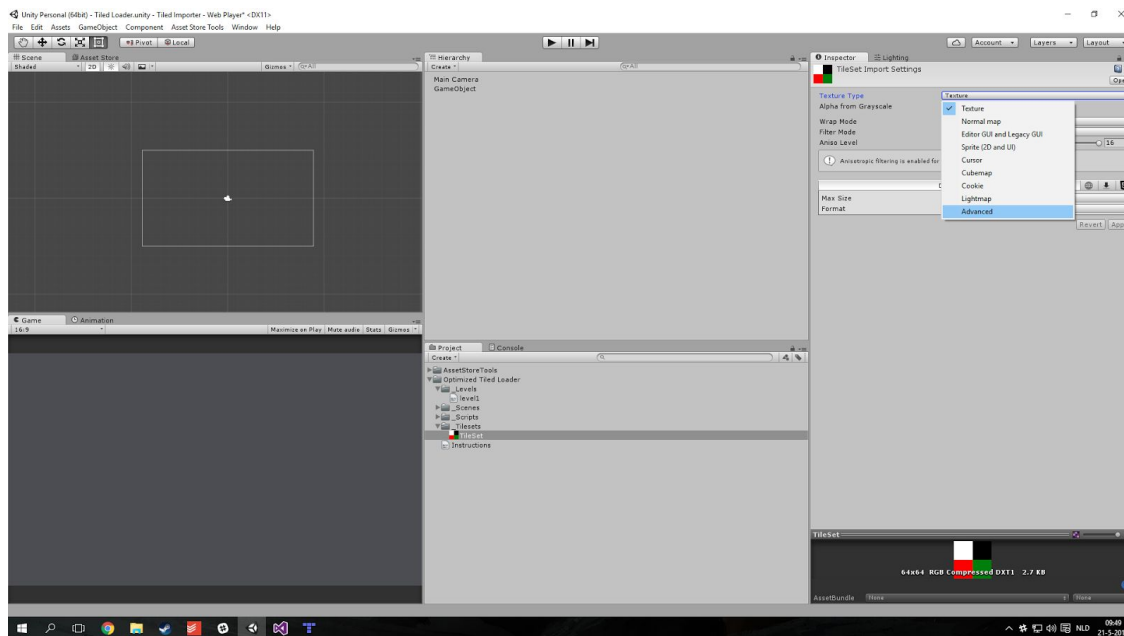 Unity Personal (64bit) - Tiled Loader.unity - Tiled Importer - Web Player* <DX11>
File Edit Assets GameObject Component Asset Store Tools Window Help
Pivot Local Account Layers Layout
Scene Asset Store
Shaded 2D Gizmos All
Hierarchy
Create All
Main Camera
GameObject
Inspector Lighting
TileSet Import Settings
Texture Type Texture
Alpha from Grayscale
Wrap Mode
Filter Mode
Aniso Level 16
Anisotropic filtering is enabled for
Max Size
Format
Texture
Normal map
Editor GUI and Legacy GUI
Sprite (2D and UI)
Cursor
Cubemap
Cookie
Lightmap
Advanced
Revert App
Game Animation
16:9 Maximize on Play Mute audio Stats Gizmos
Project Console
Create
AssetStoreTools
Optimized Tiled Loader
_Levels
level1
_Scenes
_Scripts
_Tilesets
TileSet
Instructions
TileSet
64x64 RGB Compressed DXT1 2.7 KB
AssetBundle None None
NLD 09:49
21-5-201